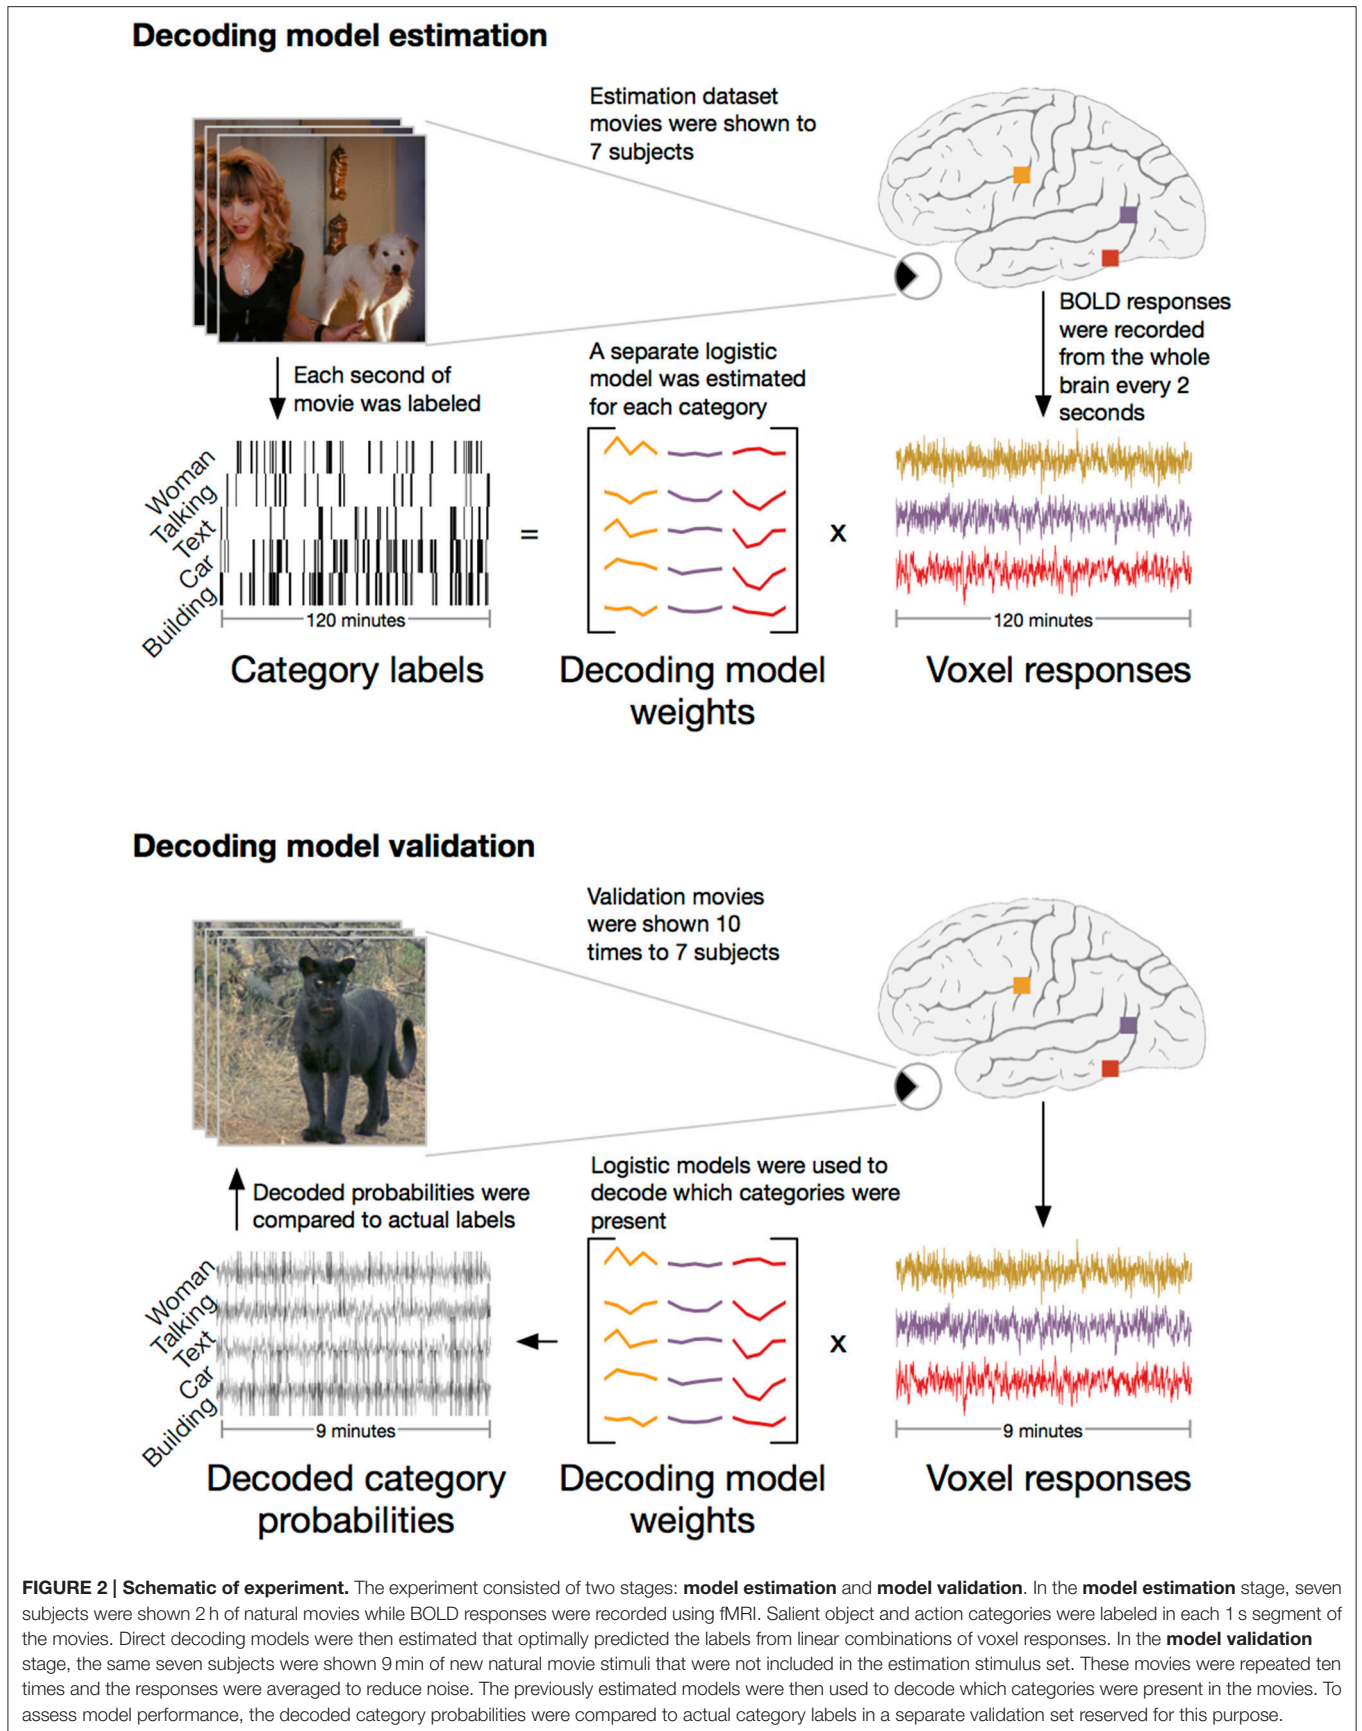 Decoding model estimation
Estimation dataset
movies were shown to
7 subjects
BOLD responses
were recorded
from the whole
brain every 2
seconds
Each second of
movie was labeled
A separate logistic
model was estimated
for each category
Woman
Talking
Text
Car
Building
=
x
120 minutes
120 minutes
Category labels
Decoding model
weights
Voxel responses
Decoding model validation
Validation movies
were shown 10
times to 7 subjects
Decoded probabilities were
compared to actual labels
Logistic models were used to
decode which categories were
present
Woman
Talking
Text
Car
Building
x
9 minutes
9 minutes
Decoded category
probabilities
Decoding model
weights
Voxel responses
FIGURE 2 | Schematic of experiment. The experiment consisted of two stages: model estimation and model validation. In the model estimation stage, seven
subjects were shown 2 h of natural movies while BOLD responses were recorded using fMRI. Salient object and action categories were labeled in each 1 s segment of
the movies. Direct decoding models were then estimated that optimally predicted the labels from linear combinations of voxel responses. In the model validation
stage, the same seven subjects were shown 9 min of new natural movie stimuli that were not included in the estimation stimulus set. These movies were repeated ten
times and the responses were averaged to reduce noise. The previously estimated models were then used to decode which categories were present in the movies. To
assess model performance, the decoded category probabilities were compared to actual category labels in a separate validation set reserved for this purpose.